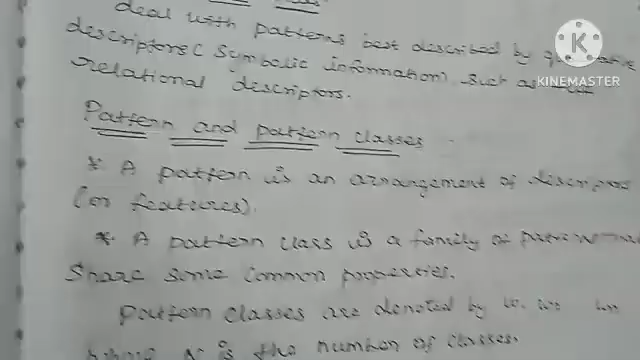 deal with patterns best described by
descriptors ( symbolic information), such as
relational descriptors.
Pattern and pattern classes
* A pattern is an arrangement of descriptors
(or features).
* A pattern class is a family of
share some common properties.
Pattern classes are denoted by
is the number of classes.
KINEMASTER